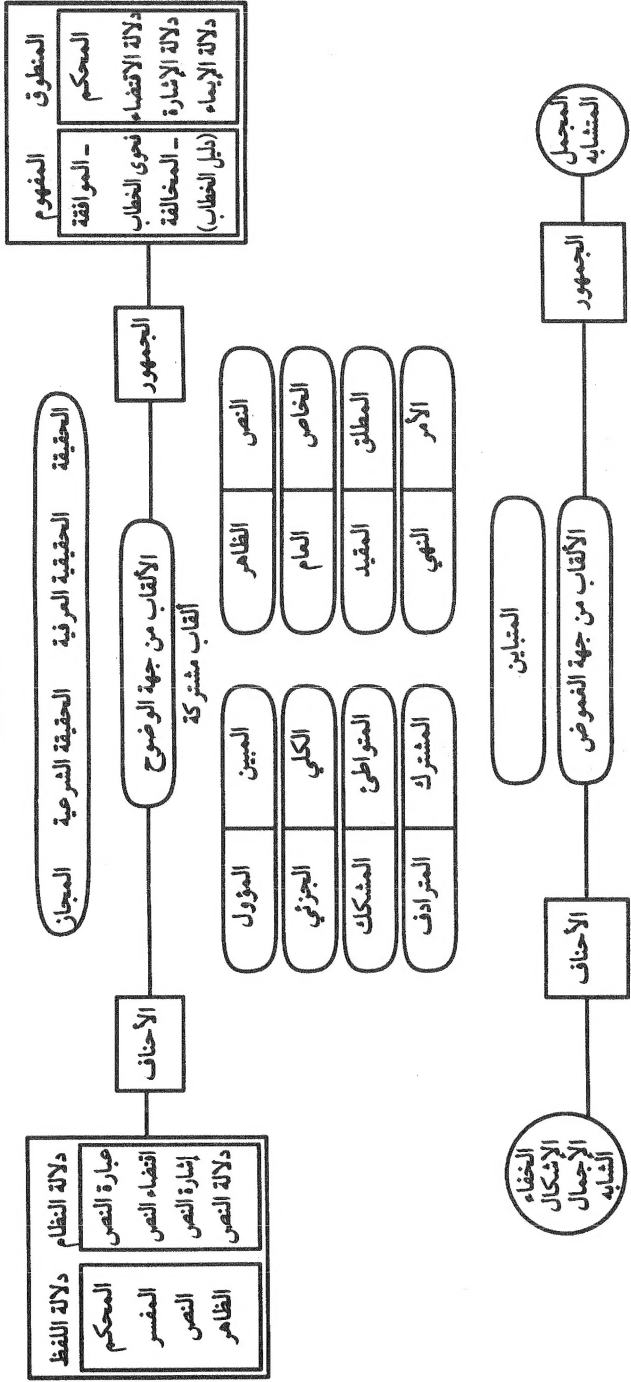 الحقيقة الحقيقية العرفية الحقيقة الشرعية المجاز
المنطوق
المحكم
دلالة الاقتضاء
دلالة الإشارة
دلالة الإيماء
المفهوم
ـ الموافقة
فحوى الخطاب
ـ المخالفة
(دليل الخطاب)
الجمهور
الألقاب من جهة الوضوح
الأحناف
دلالة النظام
عبارة النص
اقتضاء النص
إشارة النص
دلالة النص
دلالة اللفظ
المحكم
المفسر
النص
الظاهر
ألقاب مشتركة
النص الظاهر
المبين المؤول
الخاص العام
الكلي الجزئي
المطلق المقيد
المتواطئ المشكك
الأمر النهي
المشترك المترادف
المتباين
المجمل
المتشابه
الجمهور
الألقاب من جهة الغموض
الأحناف
الخفاء
الإشكال
الإجمال
الشابه